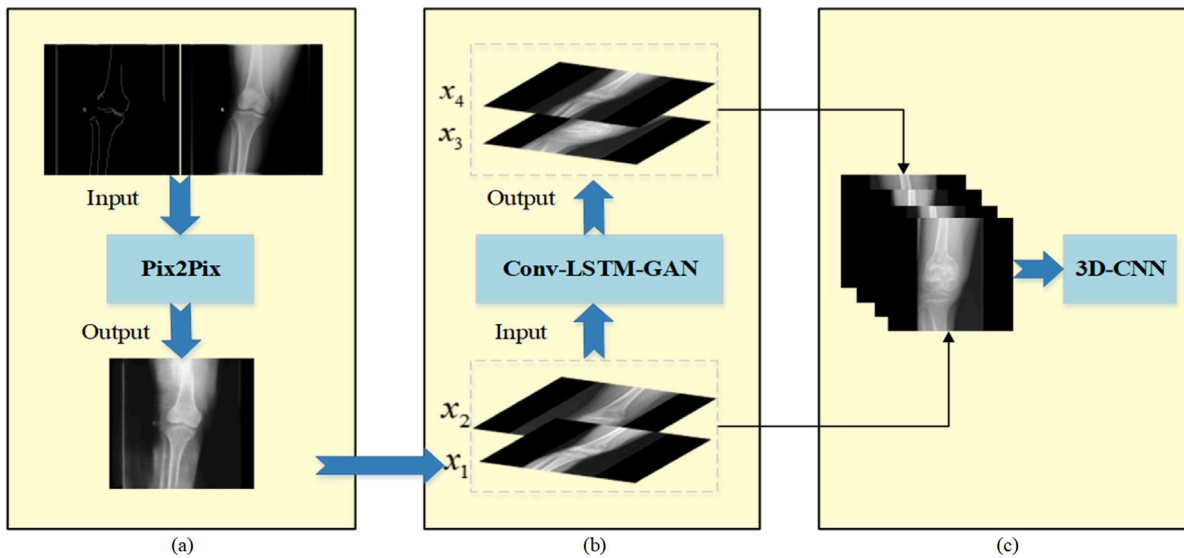 Input
Pix2Pix
Output
(a)
x4
x3
Output
Conv-LSTM-GAN
Input
x2
x1
(b)
3D-CNN
(c)